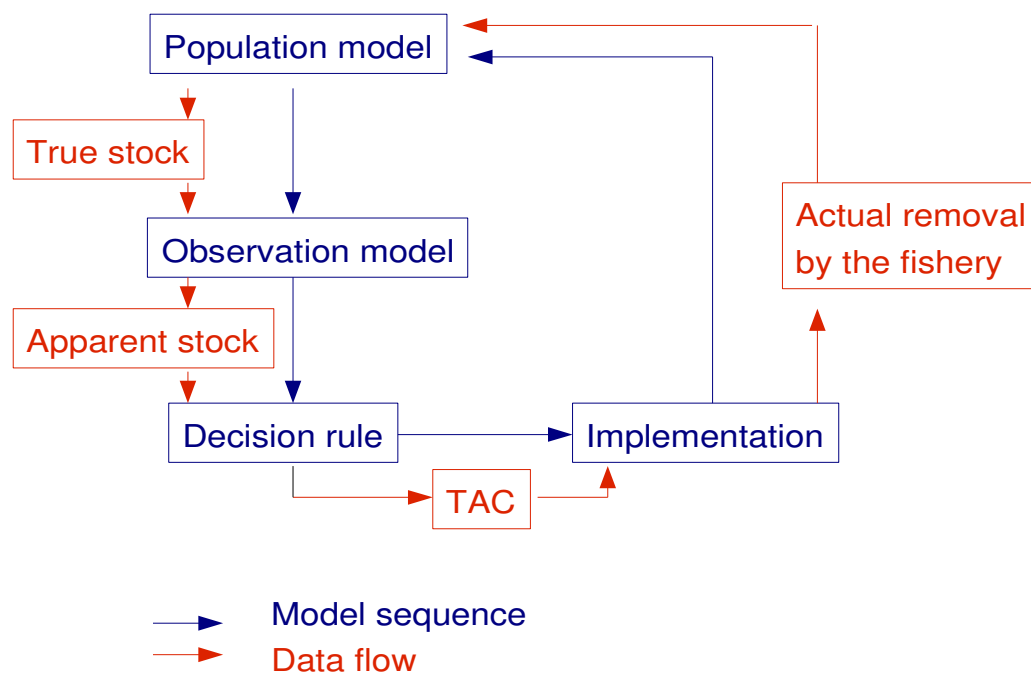 Population model
True stock
Actual removal
by the fishery
Observation model
Apparent stock
Decision rule
Implementation
TAC
Model sequence
Data flow